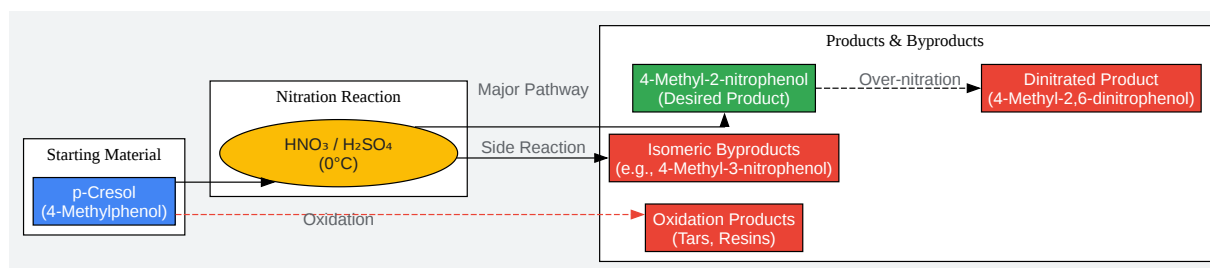 Products & Byproducts
4-Methyl-2-nitrophenol
(Desired Product)
Over-nitration
Dinitrated Product
(4-Methyl-2,6-dinitrophenol)
Nitration Reaction
Major Pathway
HNO₃ / H₂SO₄
(0°C)
Side Reaction
Isomeric Byproducts
(e.g., 4-Methyl-3-nitrophenol)
Starting Material
p-Cresol
(4-Methylphenol)
Oxidation
Oxidation Products
(Tars, Resins)